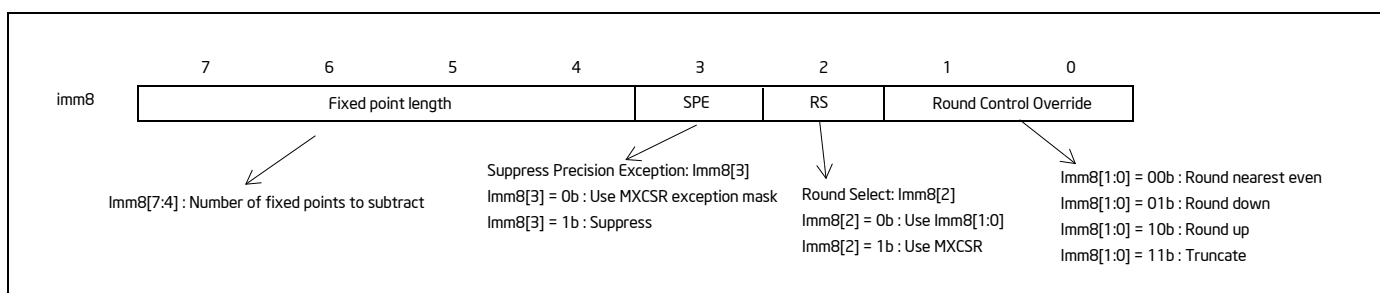 7 6 5 4 3 2 1 0
imm8 Fixed point length SPE RS Round Control Override
Imm8[7:4] : Number of fixed points to subtract
Suppress Precision Exception: Imm8[3]
Imm8[3] = 0b : Use MXCSR exception mask
Imm8[3] = 1b : Suppress
Round Select: Imm8[2]
Imm8[2] = 0b : Use Imm8[1:0]
Imm8[2] = 1b : Use MXCSR
Imm8[1:0] = 00b : Round nearest even
Imm8[1:0] = 01b : Round down
Imm8[1:0] = 10b : Round up
Imm8[1:0] = 11b : Truncate